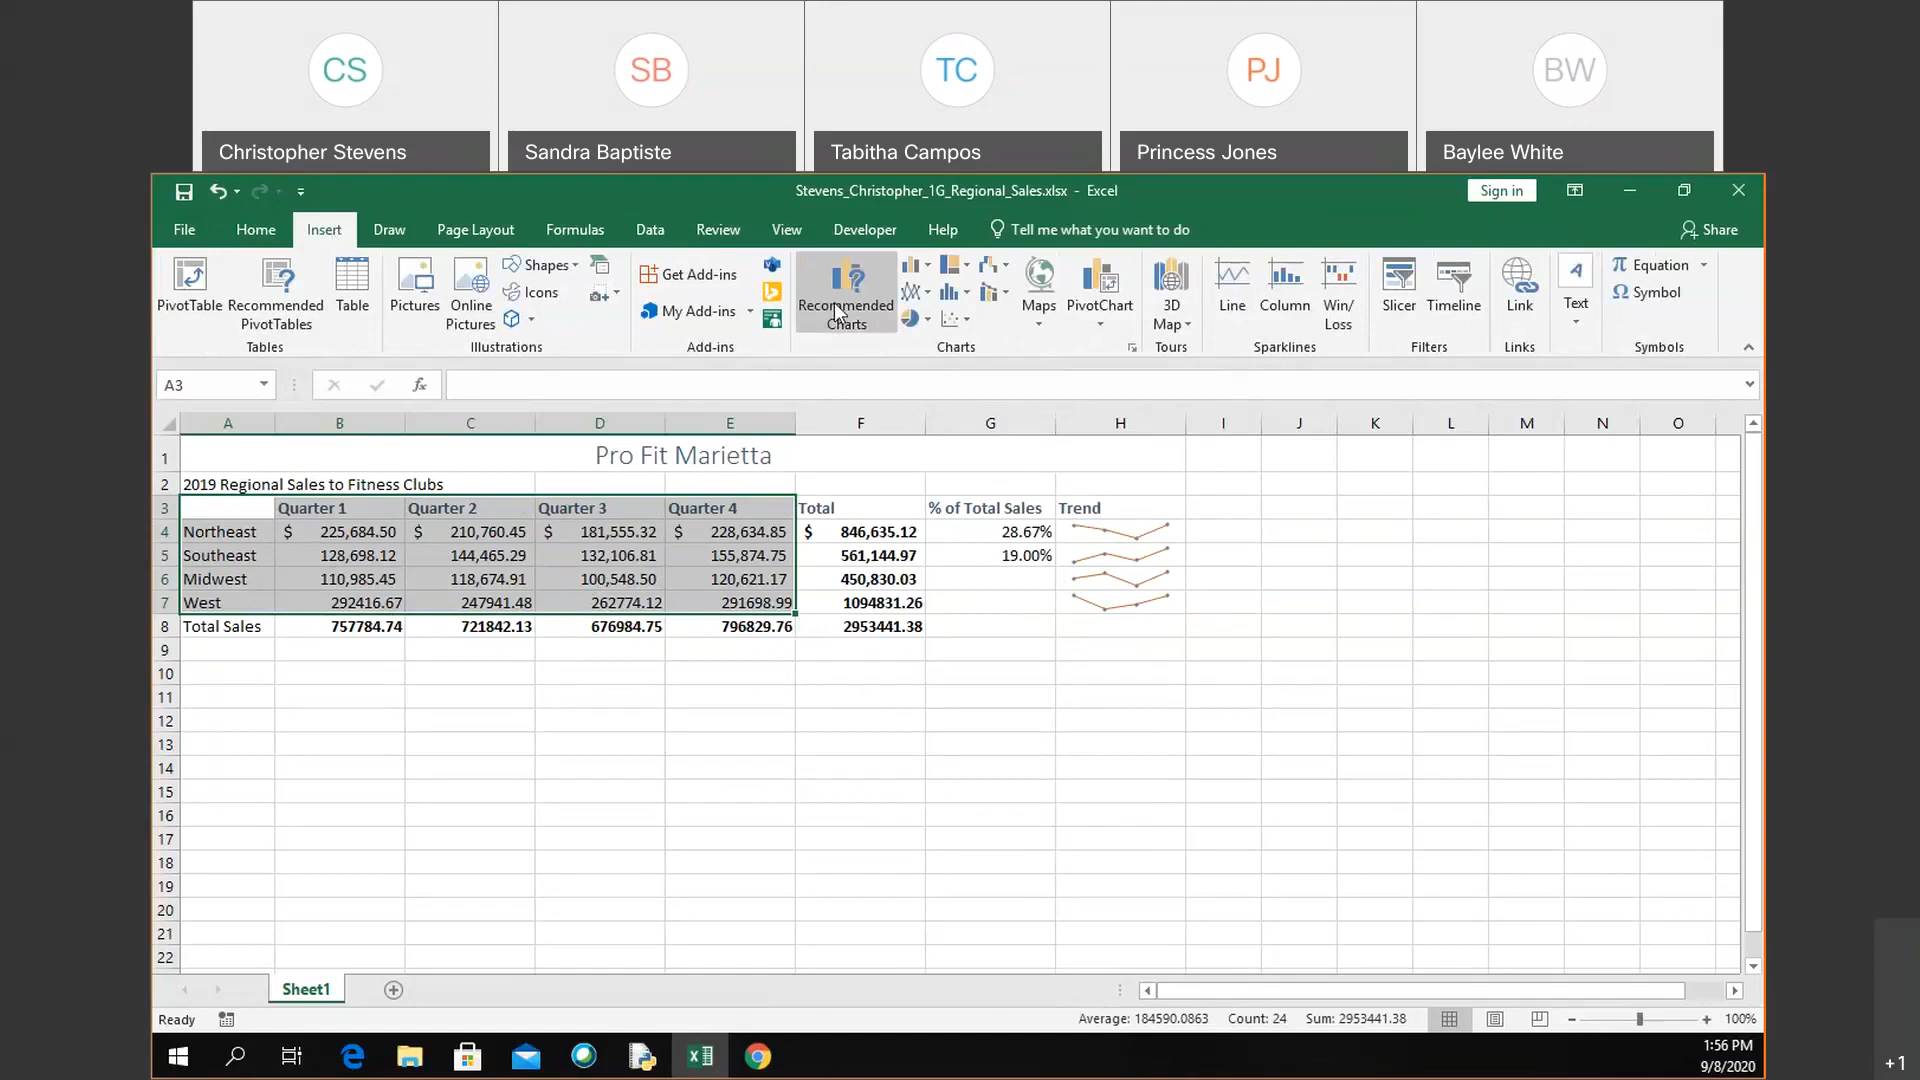 CS SB TC PJ BW
Christopher Stevens Sandra Baptiste Tabitha Campos Princess Jones Baylee White
Stevens_Christopher_1G_Regional_Sales.xlsx - Excel Sign in
File Home Insert Draw Page Layout Formulas Data Review View Developer Help Tell me what you want to do Share
PivotTable Recommended PivotTables Table
Tables
Pictures Online Pictures Shapes Icons
Illustrations
Get Add-ins
My Add-ins
Add-ins
Recommended Charts Maps PivotChart
Charts
3D Map
Tours
Line Column Win/Loss
Sparklines
Slicer Timeline
Filters
Link
Links
Text
Equation
Symbol
Symbols
A3 fx
A B C D E F G H I J K L M N O
1 Pro Fit Marietta
2 2019 Regional Sales to Fitness Clubs
3 Quarter 1 Quarter 2 Quarter 3 Quarter 4 Total % of Total Sales Trend
4 Northeast $ 225,684.50 $ 210,760.45 $ 181,555.32 $ 228,634.85 $ 846,635.12 28.67%
5 Southeast 128,698.12 144,465.29 132,106.81 155,874.75 561,144.97 19.00%
6 Midwest 110,985.45 118,674.91 100,548.50 120,621.17 450,830.03
7 West 292416.67 247941.48 262774.12 291698.99 1094831.26
8 Total Sales 757784.74 721842.13 676984.75 796829.76 2953441.38
9
10
11
12
13
14
15
16
17
18
19
20
21
22
Sheet1
Ready Average: 184590.0863 Count: 24 Sum: 2953441.38 100%
1:56 PM
9/8/2020
+1